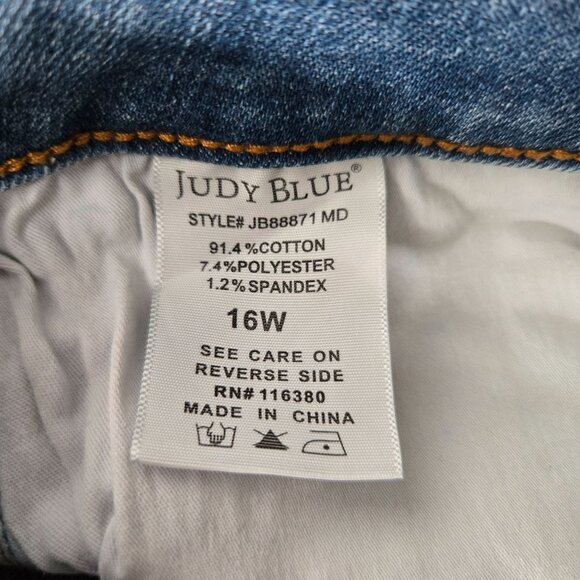 JUDY BLUE®
STYLE# JB88871 MD
91.4%COTTON
7.4%POLYESTER
1.2%SPANDEX
16W
SEE CARE ON
REVERSE SIDE
RN# 116380
MADE IN CHINA